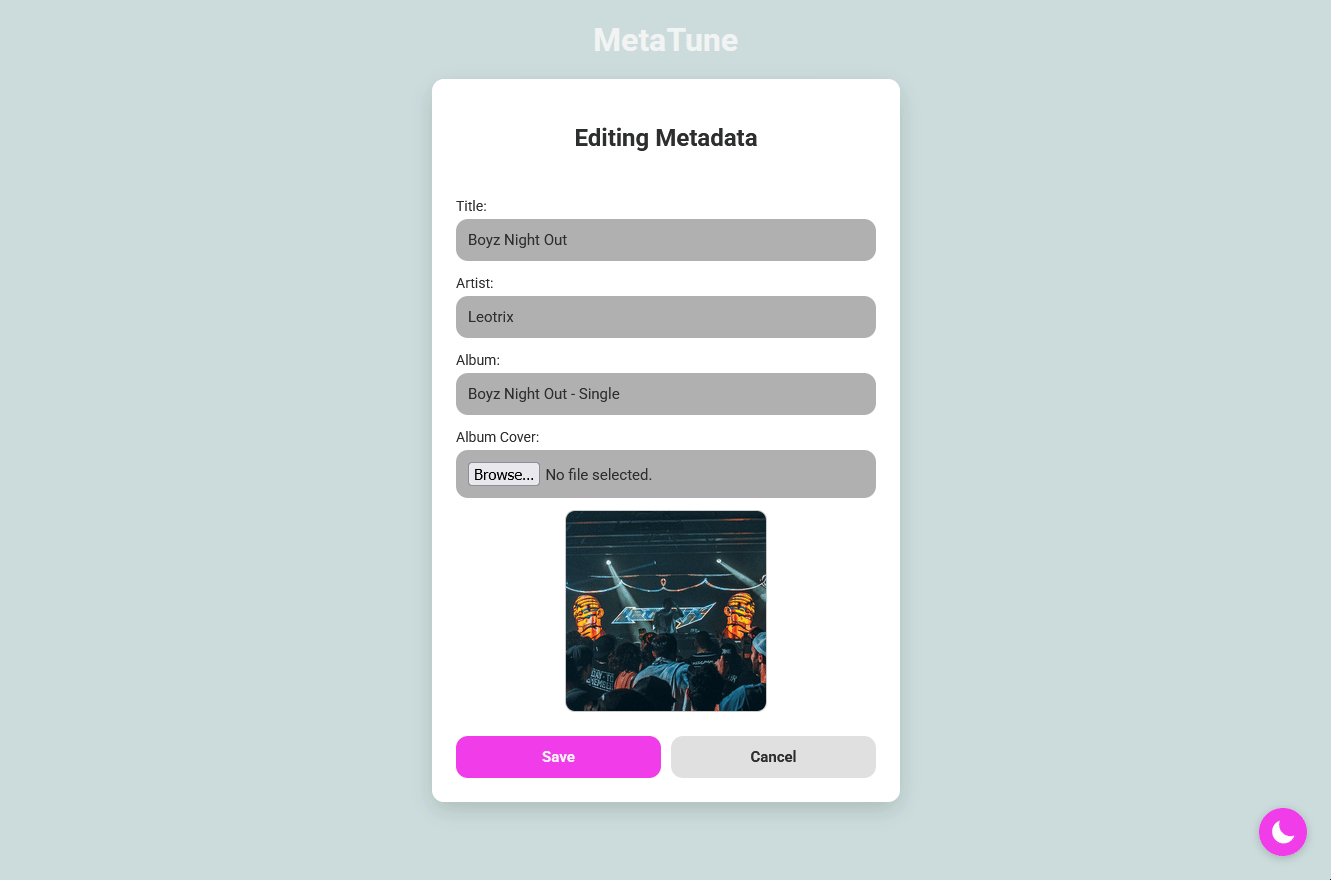 MetaTune
Editing Metadata
Title:
Boyz Night Out
Artist:
Leotrix
Album:
Boyz Night Out - Single
Album Cover:
Browse... No file selected.
Save
Cancel